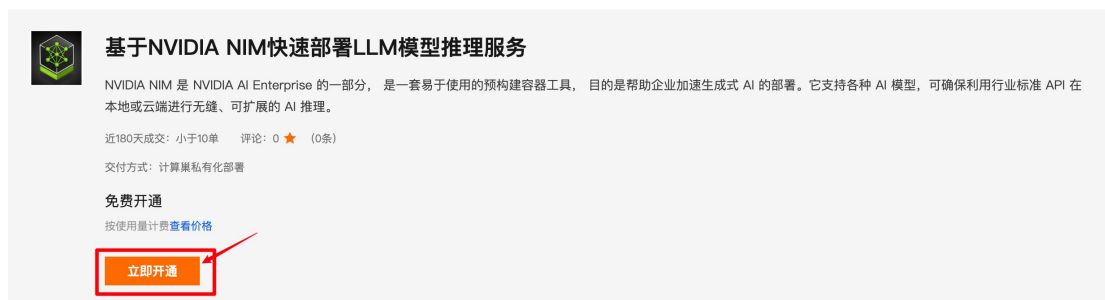 基于NVIDIA NIM快速部署LLM模型推理服务
NVIDIA NIM 是 NVIDIA AI Enterprise 的一部分， 是一套易于使用的预构建容器工具， 目的是帮助企业加速生成式 AI 的部署。它支持各种 AI 模型，可确保利用行业标准 API 在
本地或云端进行无缝、可扩展的 AI 推理。
近180天成交：小于10单 评论：0 ★ (0条)
交付方式：计算巢私有化部署
免费开通
按使用量计费查看价格
立即开通